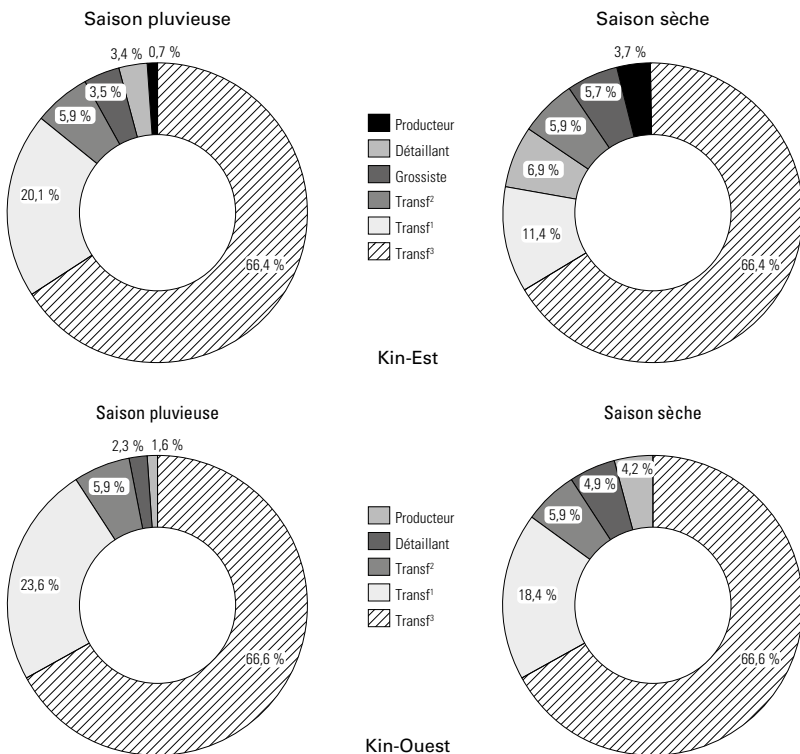 Saison pluvieuse
3,4 %
0,7 %
3,5 %
5,9 %
20,1 %
66,4 %
Producteur
Détaillant
Grossiste
Transf²
Transf¹
Transf³
Saison sèche
3,7 %
5,7 %
5,9 %
6,9 %
11,4 %
66,4 %
Kin-Est
Saison pluvieuse
2,3 %
1,6 %
5,9 %
23,6 %
66,6 %
Producteur
Détaillant
Transf²
Transf¹
Transf³
Saison sèche
4,2 %
4,9 %
5,9 %
18,4 %
66,6 %
Kin-Ouest